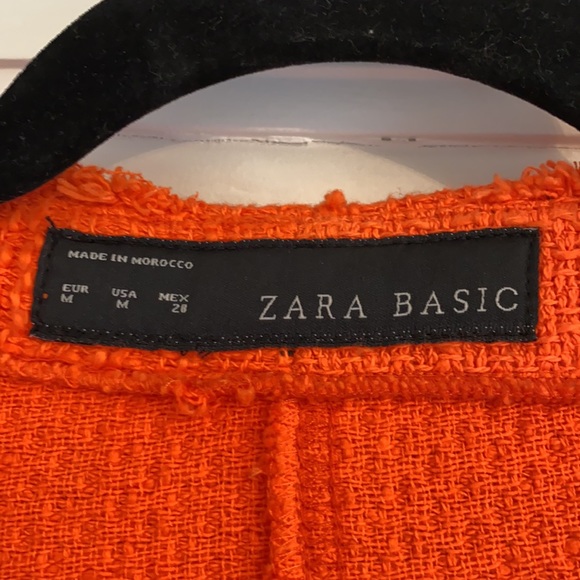 MADE IN MOROCCO
EUR USA MEX
M M 28
ZARA BASIC